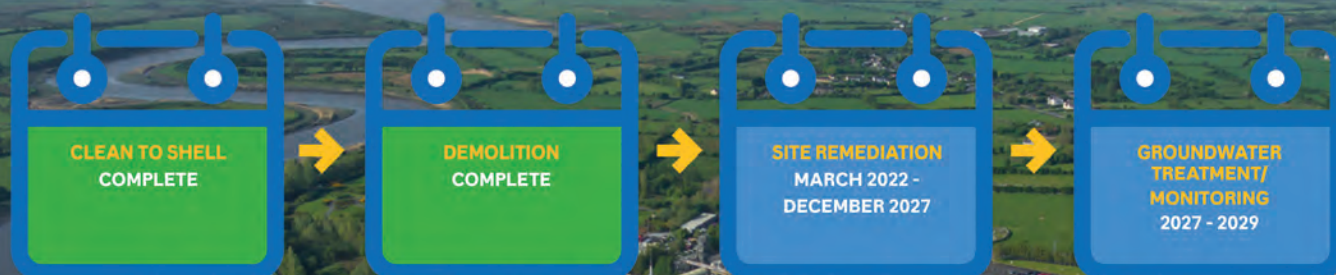 CLEAN TO SHELL
COMPLETE
DEMOLITION
COMPLETE
SITE REMEDIATION
MARCH 2022 -
DECEMBER 2027
GROUNDWATER
TREATMENT/
MONITORING
2027 - 2029